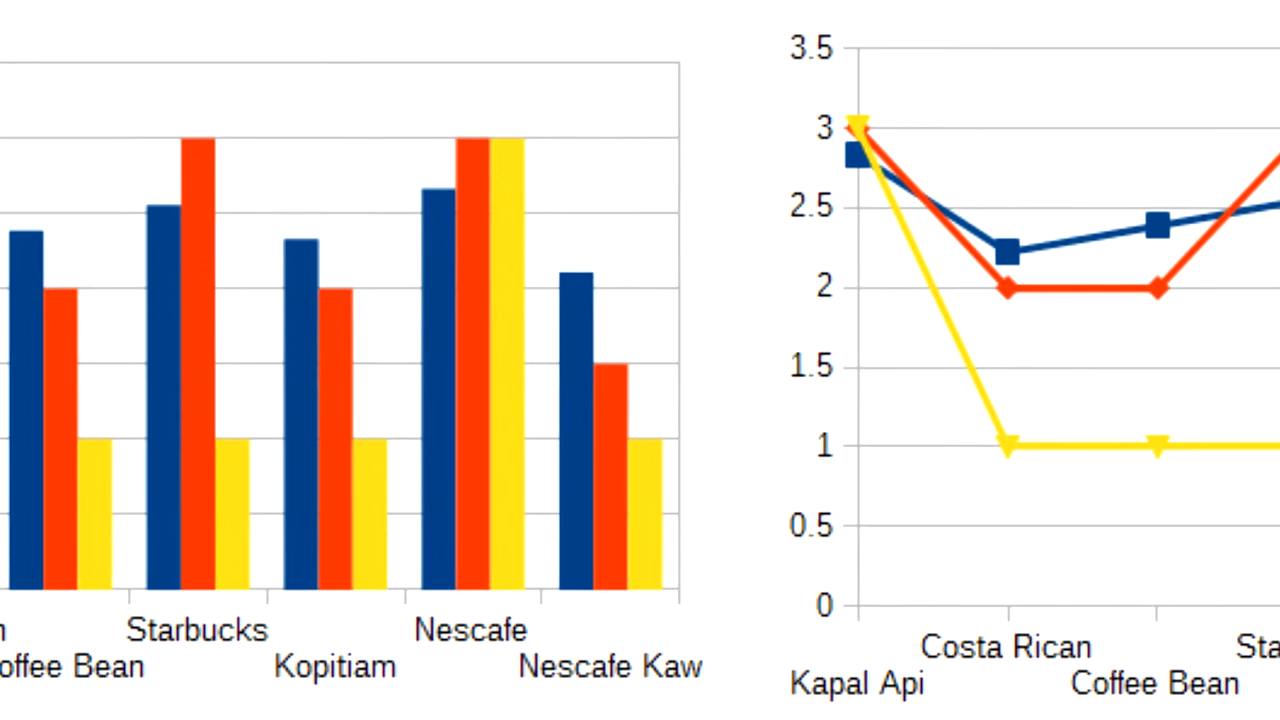 Starbucks
Nescafe
offee Bean
Kopitiam
Nescafe Kaw
3.5
3
2.5
2
1.5
1
0.5
0
Costa Rican
Sta
Kapal Api
Coffee Bean